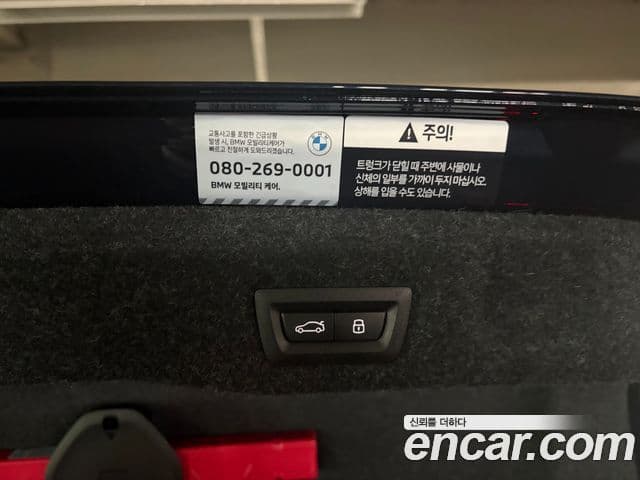 교통사고를 포함한 긴급상황
발생 시, BMW 모빌리티케어가
빠르고 친절하게 도와드리겠습니다.
080-269-0001
BMW 모빌리티 케어.
주의!
트렁크가 닫힐 때 주변에 사물이나
신체의 일부를 가까이 두지 마십시오.
상해를 입을 수도 있습니다.
신뢰를 더하다
encar.com